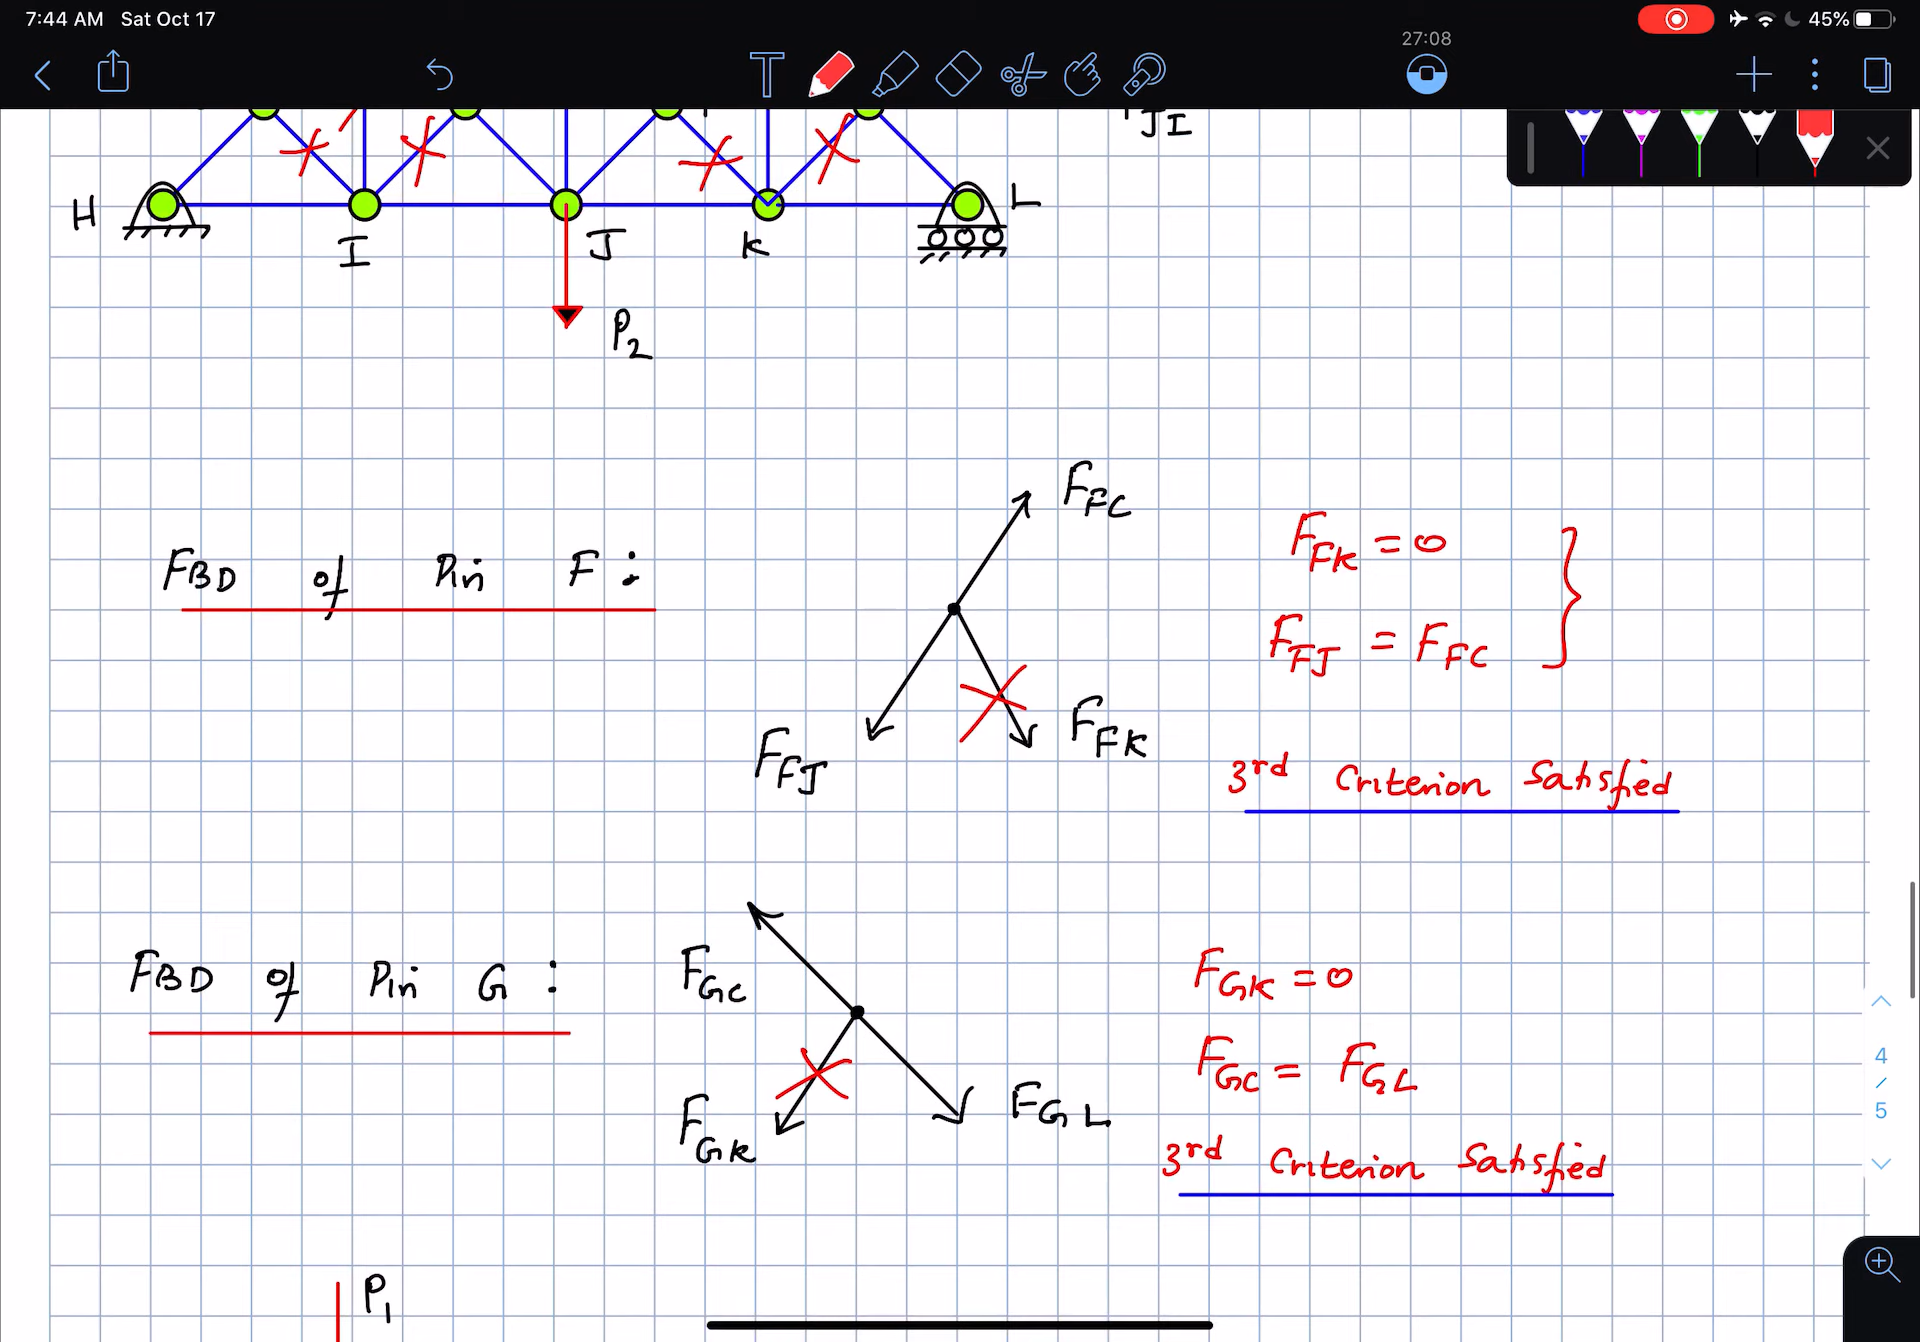 7:44 AM Sat Oct 17
45%
27:08
T
JI
H
I
J
K
L
P2
FBD of Pin F:
FFC
FFJ
FFK
FFK = 0
FFJ = FFC
3rd Criterion Satisfied
FBD of Pin G:
FGC
FGK
FGL
FGK = 0
FGC = FGL
3rd Criterion Satisfied
4
/
5
P1